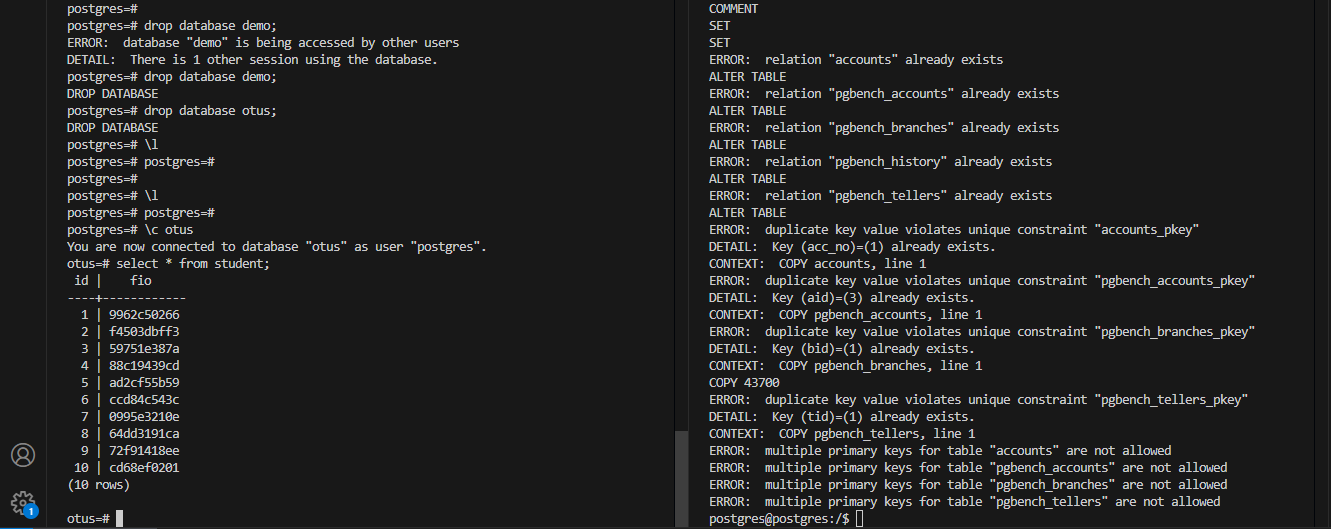 postgres=#
postgres=# drop database demo;
ERROR:  database "demo" is being accessed by other users
DETAIL:  There is 1 other session using the database.
postgres=# drop database demo;
DROP DATABASE
postgres=# drop database otus;
DROP DATABASE
postgres=# \l
postgres=# postgres=#
postgres=#
postgres=# \l
postgres=# postgres=#
postgres=# \c otus
You are now connected to database "otus" as user "postgres".
otus=# select * from student;
 id |    fio
----+------------
  1 | 9962c50266
  2 | f4503dbff3
  3 | 59751e387a
  4 | 88c19439cd
  5 | ad2cf55b59
  6 | ccd84c543c
  7 | 0995e3210e
  8 | 64dd3191ca
  9 | 72f91418ee
 10 | cd68ef0201
(10 rows)
otus=#
1
COMMENT
SET
SET
ERROR:  relation "accounts" already exists
ALTER TABLE
ERROR:  relation "pgbench_accounts" already exists
ALTER TABLE
ERROR:  relation "pgbench_branches" already exists
ALTER TABLE
ERROR:  relation "pgbench_history" already exists
ALTER TABLE
ERROR:  relation "pgbench_tellers" already exists
ALTER TABLE
ERROR:  duplicate key value violates unique constraint "accounts_pkey"
DETAIL:  Key (acc_no)=(1) already exists.
CONTEXT:  COPY accounts, line 1
ERROR:  duplicate key value violates unique constraint "pgbench_accounts_pkey"
DETAIL:  Key (aid)=(3) already exists.
CONTEXT:  COPY pgbench_accounts, line 1
ERROR:  duplicate key value violates unique constraint "pgbench_branches_pkey"
DETAIL:  Key (bid)=(1) already exists.
CONTEXT:  COPY pgbench_branches, line 1
COPY 43700
ERROR:  duplicate key value violates unique constraint "pgbench_tellers_pkey"
DETAIL:  Key (tid)=(1) already exists.
CONTEXT:  COPY pgbench_tellers, line 1
ERROR:  multiple primary keys for table "accounts" are not allowed
ERROR:  multiple primary keys for table "pgbench_accounts" are not allowed
ERROR:  multiple primary keys for table "pgbench_branches" are not allowed
ERROR:  multiple primary keys for table "pgbench_tellers" are not allowed
postgres@postgres:/$